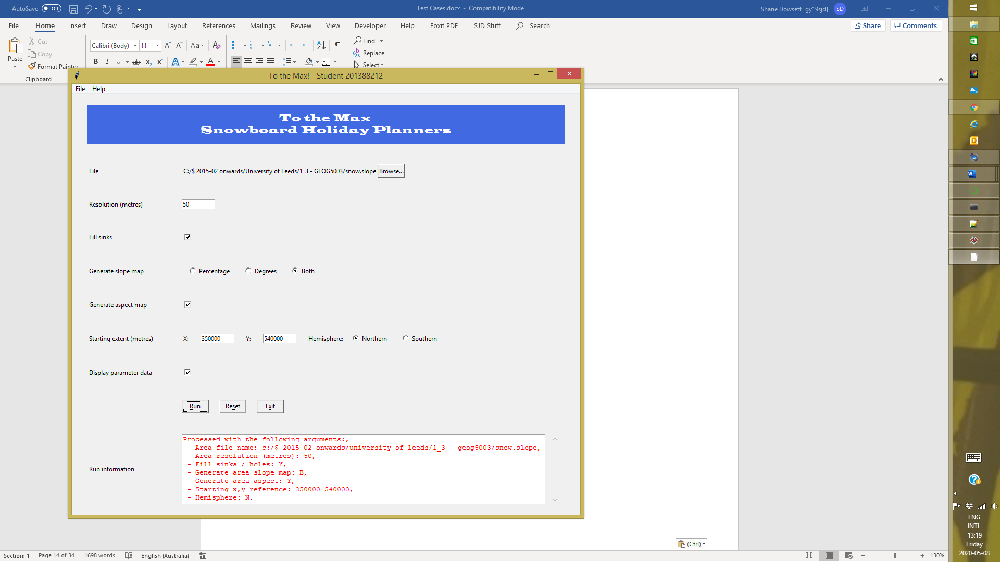 AutoSave Off
Test Cases.docx - Compatibility Mode
Shane Dowsett [gy19sjd] SD
File Home Insert Draw Design Layout References Mailings Review View Developer Help Foxit PDF SJD Stuff Search Share Comments
Paste
Cut
Copy
Format Painter
Clipboard
Calibri (Body) 11
Find
Replace
Select
To the Max! - Student 201388212
File Help
To the Max
Snowboard Holiday Planners
File C:/$ 2015-02 onwards/University of Leeds/1_3 - GEOG5003/snow.slope Browse...
Resolution (metres) 50
Fill sinks
Generate slope map Percentage Degrees Both
Generate aspect map
Starting extent (metres) X: 350000 Y: 540000 Hemisphere: Northern Southern
Display parameter data
Run Reset Exit
Run information
Processed with the following arguments:,
- Area file name: c:/$ 2015-02 onwards/university of leeds/1_3 - geog5003/snow.slope,
- Area resolution (metres): 50,
- Fill sinks / holes: Y,
- Generate area slope map: B,
- Generate area aspect: Y,
- Starting x,y reference: 350000 540000,
- Hemisphere: N.
(Ctrl)
Section: 1 Page 14 of 34 1698 words English (Australia) 130%
ENG
INTL
13:19
Friday
2020-05-08